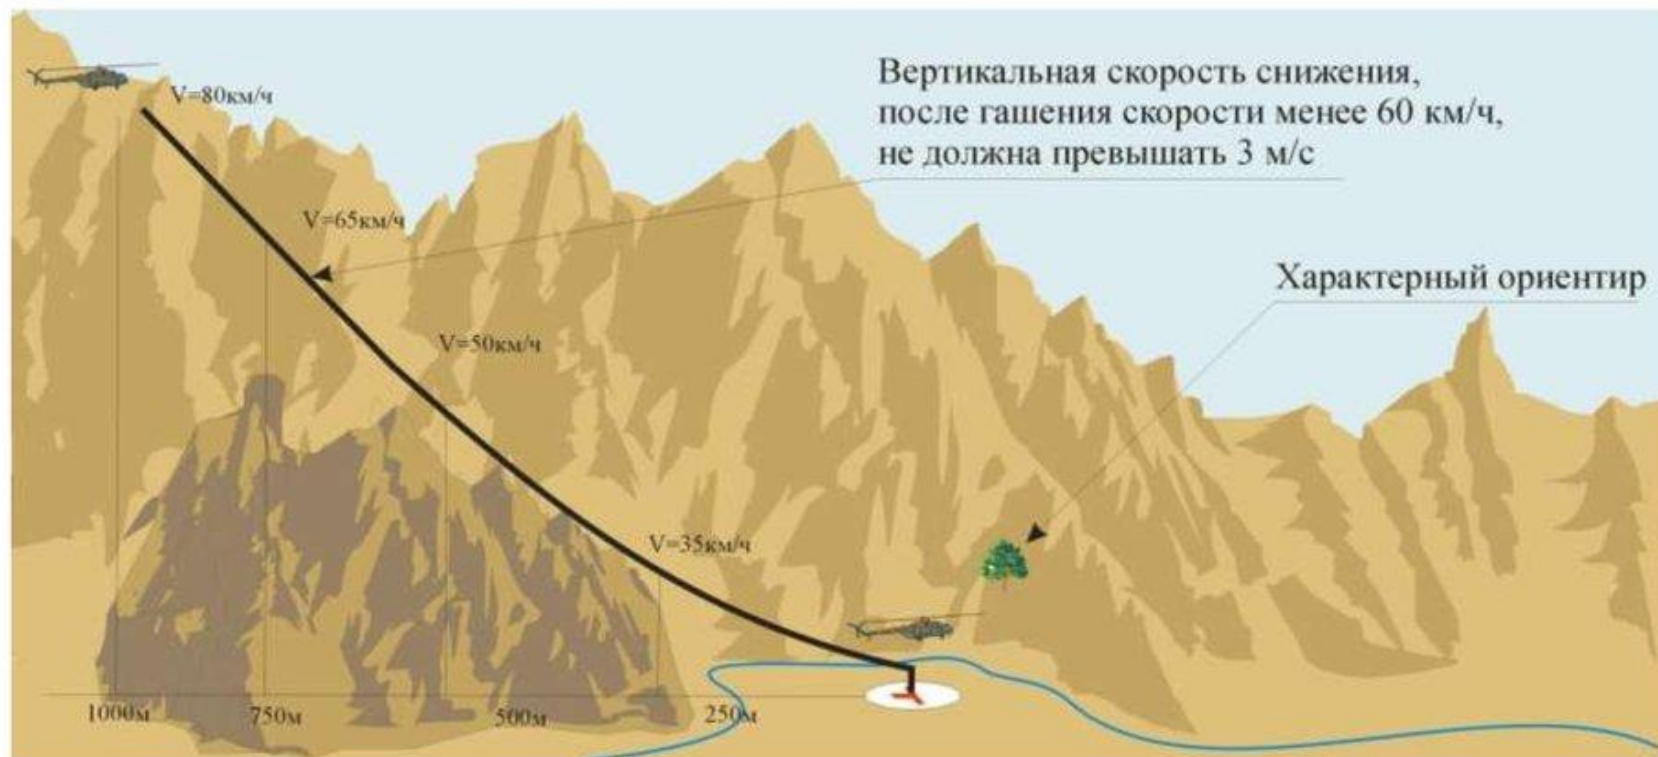 V=80км/ч
Вертикальная скорость снижения,
после гашения скорости менее 60 км/ч,
не должна превышать 3 м/с
V=65км/ч
Характерный ориентир
V=50км/ч
V=35км/ч
1000м 750м 500м 250м